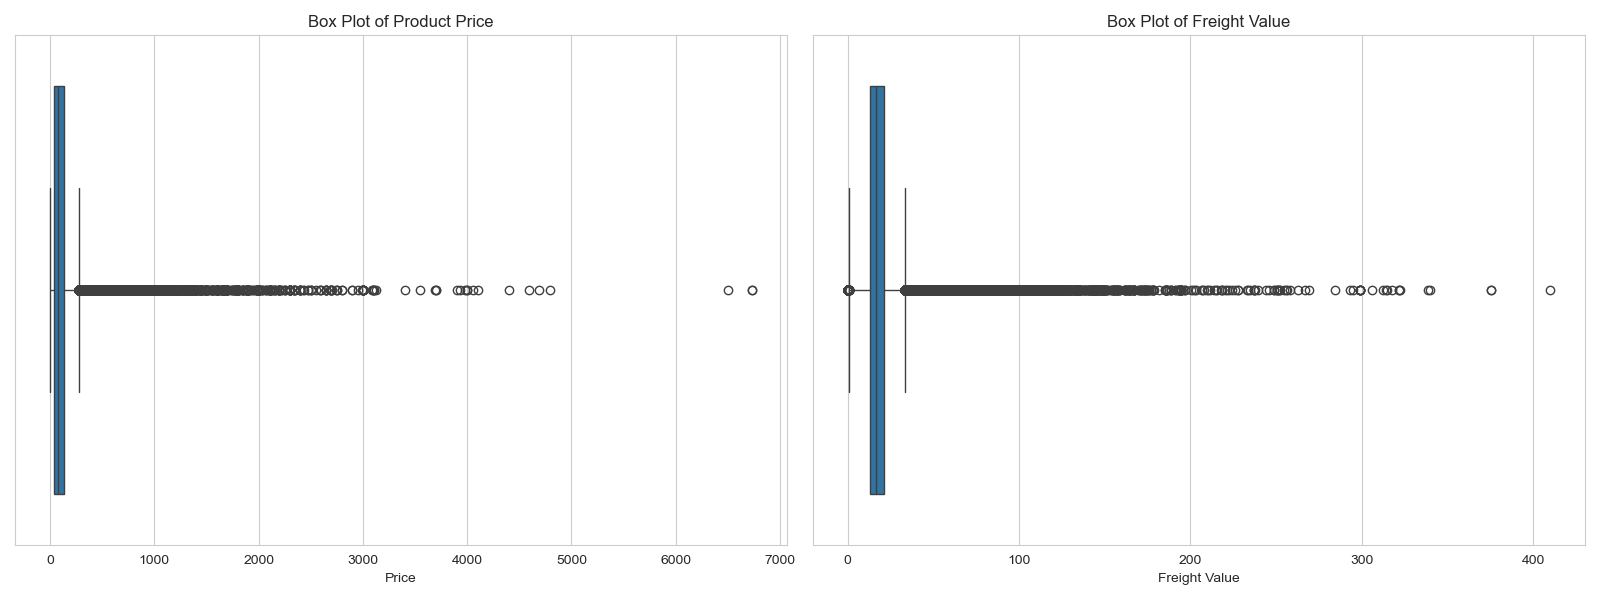 Box Plot of Product Price
0 1000 2000 3000 4000 5000 6000 7000
Price
Box Plot of Freight Value
0 100 200 300 400
Freight Value